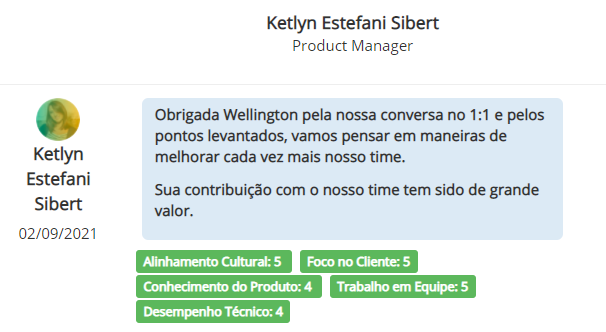 Ketlyn Estefani Sibert
Product Manager
Ketlyn
Estefani
Sibert
02/09/2021
Obrigada Wellington pela nossa conversa no 1:1 e pelos
pontos levantados, vamos pensar em maneiras de
melhorar cada vez mais nosso time.
Sua contribuição com o nosso time tem sido de grande
valor.
Alinhamento Cultural: 5
Foco no Cliente: 5
Conhecimento do Produto: 4
Trabalho em Equipe: 5
Desempenho Técnico: 4